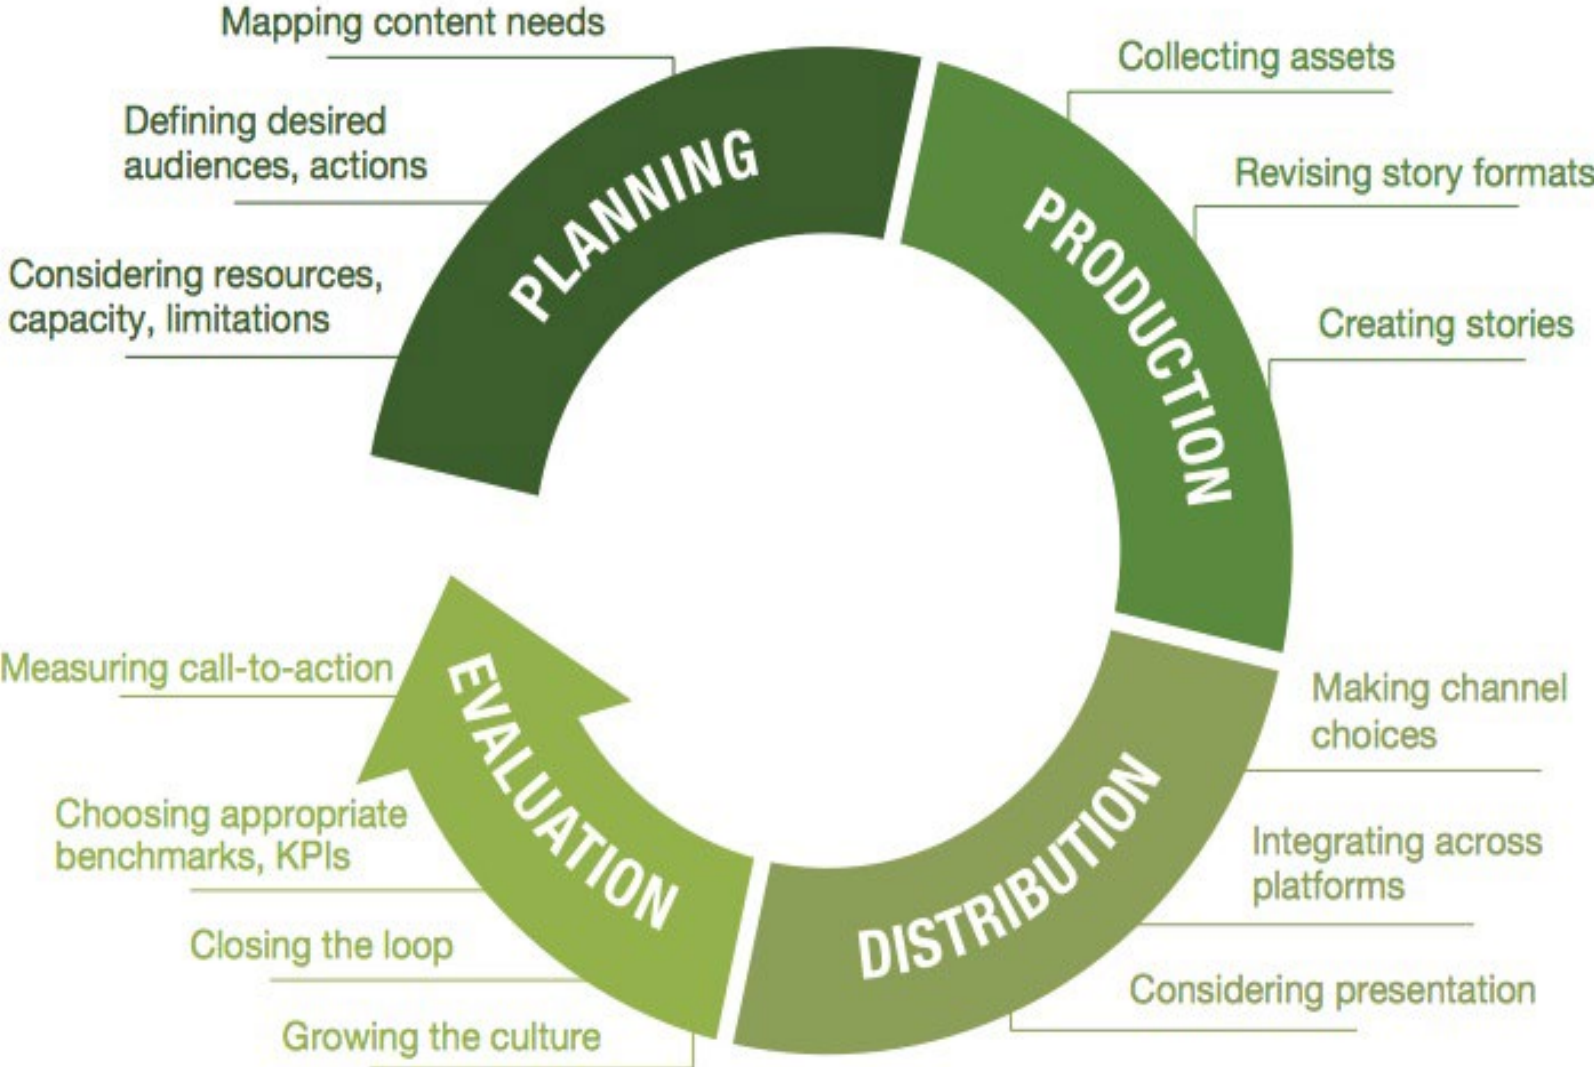 Mapping content needs
Defining desired
audiences, actions
Considering resources,
capacity, limitations
PLANNING
Collecting assets
Revising story formats
Creating stories
PRODUCTION
Making channel
choices
Integrating across
platforms
Considering presentation
DISTRIBUTION
Measuring call-to-action
Choosing appropriate
benchmarks, KPIs
Closing the loop
Growing the culture
EVALUATION